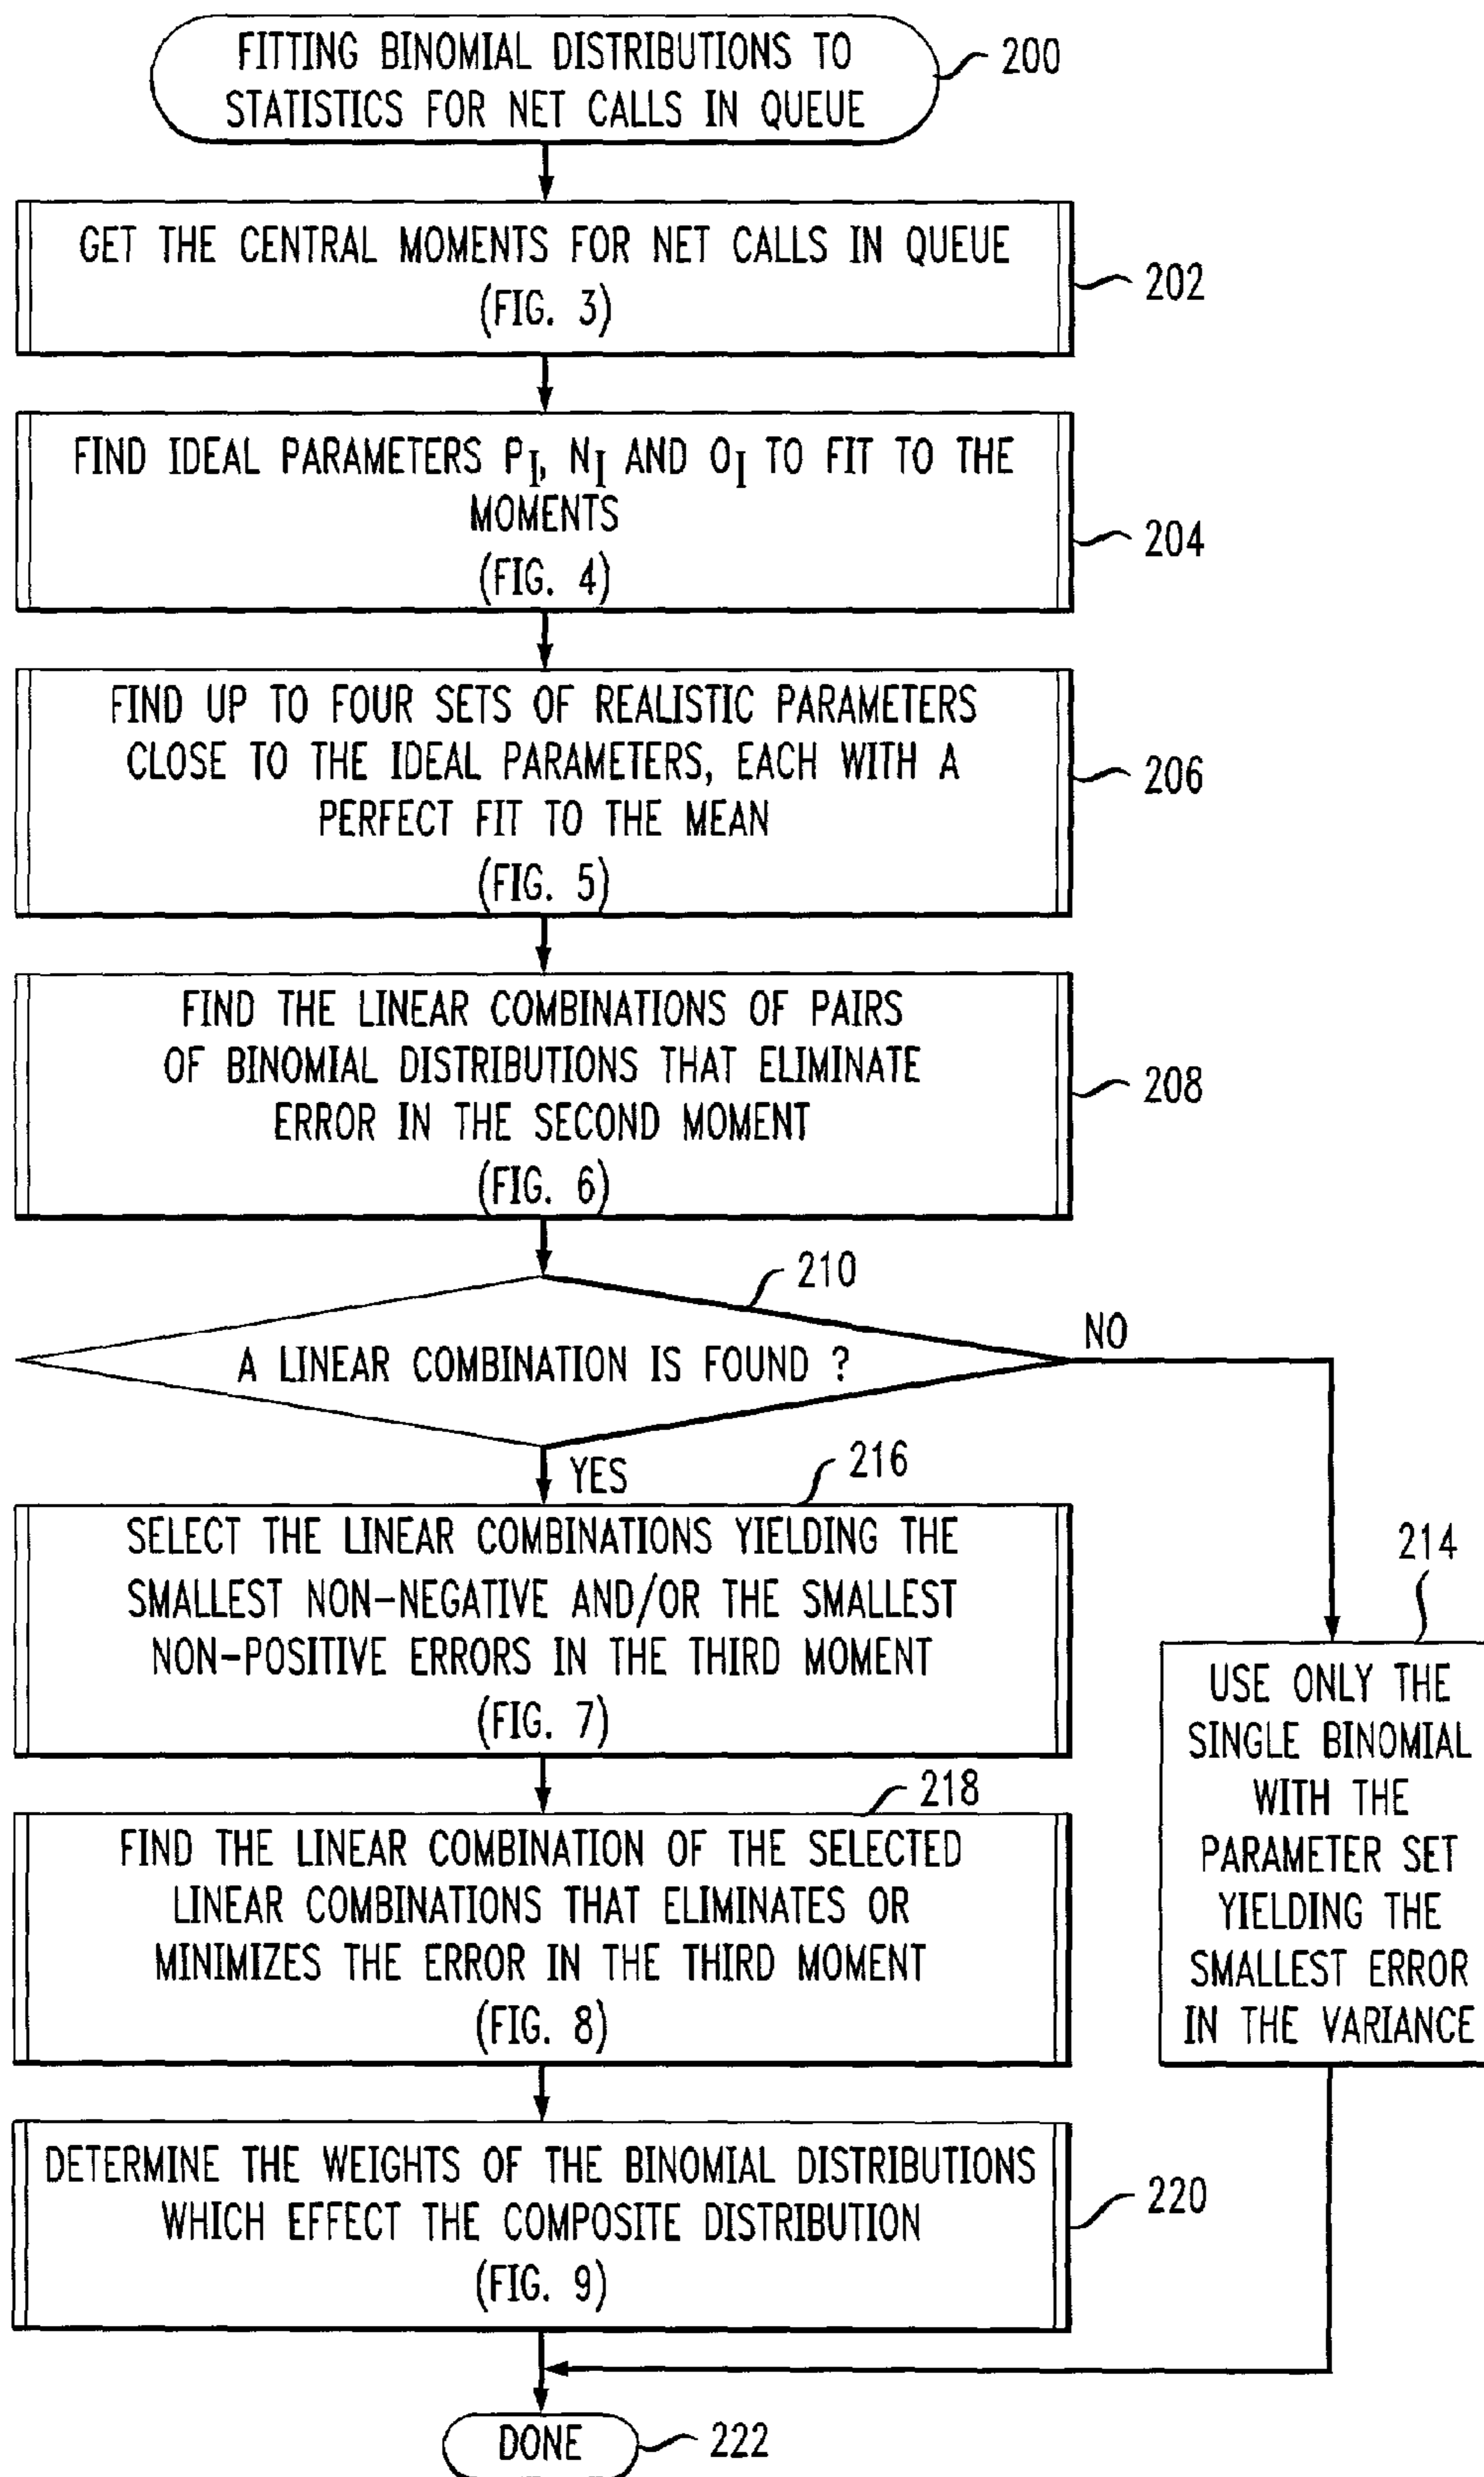 FITTING BINOMIAL DISTRIBUTIONS TO
STATISTICS FOR NET CALLS IN QUEUE
200
GET THE CENTRAL MOMENTS FOR NET CALLS IN QUEUE
(FIG. 3)
202
FIND IDEAL PARAMETERS PI, NI AND OI TO FIT TO THE
MOMENTS
(FIG. 4)
204
FIND UP TO FOUR SETS OF REALISTIC PARAMETERS
CLOSE TO THE IDEAL PARAMETERS, EACH WITH A
PERFECT FIT TO THE MEAN
(FIG. 5)
206
FIND THE LINEAR COMBINATIONS OF PAIRS
OF BINOMIAL DISTRIBUTIONS THAT ELIMINATE
ERROR IN THE SECOND MOMENT
(FIG. 6)
208
210
A LINEAR COMBINATION IS FOUND ?
NO
YES
216
SELECT THE LINEAR COMBINATIONS YIELDING THE
SMALLEST NON-NEGATIVE AND/OR THE SMALLEST
NON-POSITIVE ERRORS IN THE THIRD MOMENT
(FIG. 7)
214
USE ONLY THE
SINGLE BINOMIAL
WITH THE
PARAMETER SET
YIELDING THE
SMALLEST ERROR
IN THE VARIANCE
218
FIND THE LINEAR COMBINATION OF THE SELECTED
LINEAR COMBINATIONS THAT ELIMINATES OR
MINIMIZES THE ERROR IN THE THIRD MOMENT
(FIG. 8)
DETERMINE THE WEIGHTS OF THE BINOMIAL DISTRIBUTIONS
WHICH EFFECT THE COMPOSITE DISTRIBUTION
(FIG. 9)
220
DONE
222